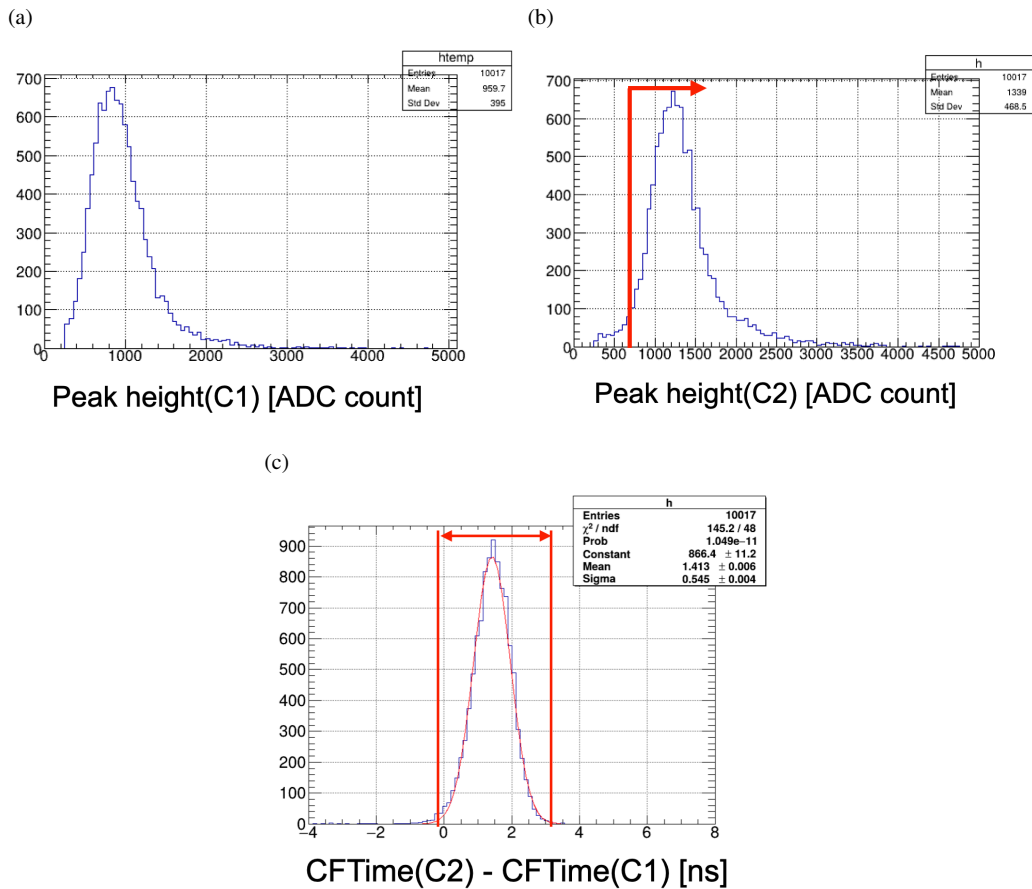 (a)
(b)
htemp
Entries 10017
Mean 959.7
Std Dev 395
h
Entries 10017
Mean 1339
Std Dev 468.5
700
600
500
400
300
200
100
0
0 1000 2000 3000 4000 5000
Peak height(C1) [ADC count]
700
600
500
400
300
200
100
0
0 500 1000 1500 2000 2500 3000 3500 4000 4500 5000
Peak height(C2) [ADC count]
(c)
h
Entries 10017
χ² / ndf 145.2 / 48
Prob 1.049e−11
Constant 866.4 ± 11.2
Mean 1.413 ± 0.006
Sigma 0.545 ± 0.004
900
800
700
600
500
400
300
200
100
0
−4 −2 0 2 4 6 8
CFTime(C2) - CFTime(C1) [ns]